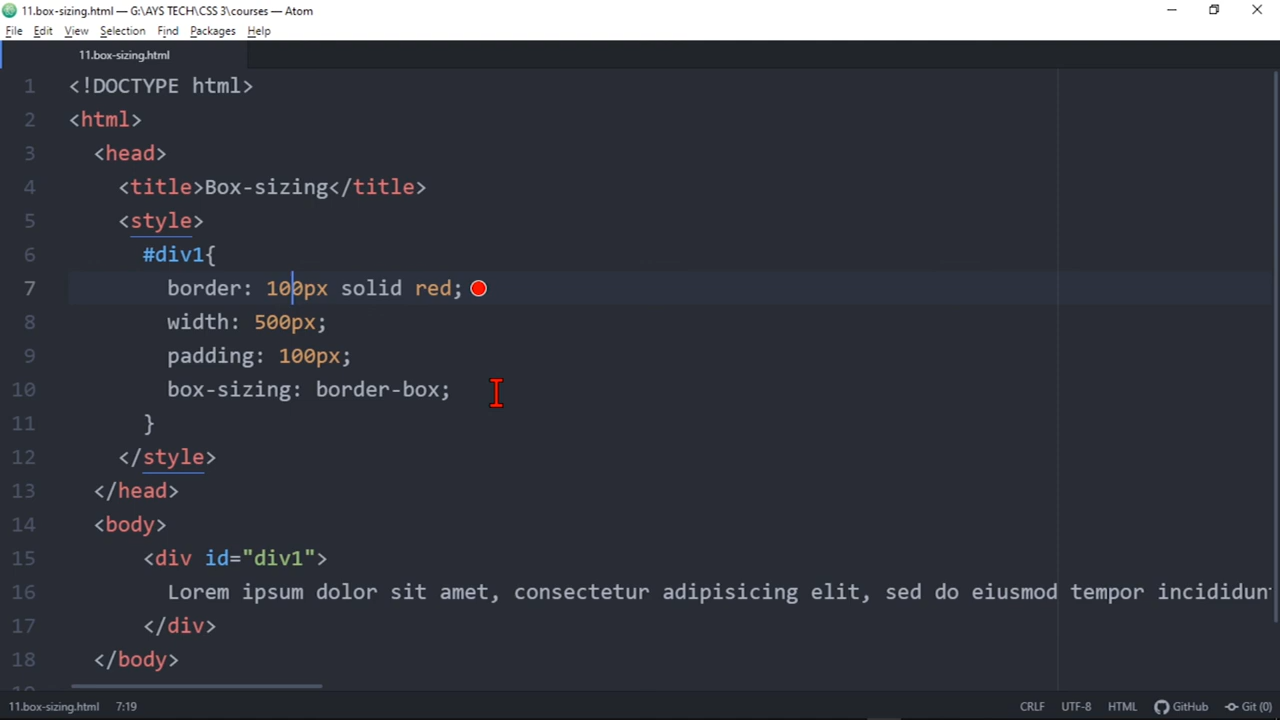 11.box-sizing.html — G:\AYS TECH\CSS 3\courses — Atom
File Edit View Selection Find Packages Help
11.box-sizing.html
1 <!DOCTYPE html>
2 <html>
3 <head>
4 <title>Box-sizing</title>
5 <style>
6 #div1{
7 border: 100px solid red;
8 width: 500px;
9 padding: 100px;
10 box-sizing: border-box;
11 }
12 </style>
13 </head>
14 <body>
15 <div id="div1">
16 Lorem ipsum dolor sit amet, consectetur adipisicing elit, sed do eiusmod tempor incididunt
17 </div>
18 </body>
11.box-sizing.html 7:19 CRLF UTF-8 HTML GitHub Git (0)